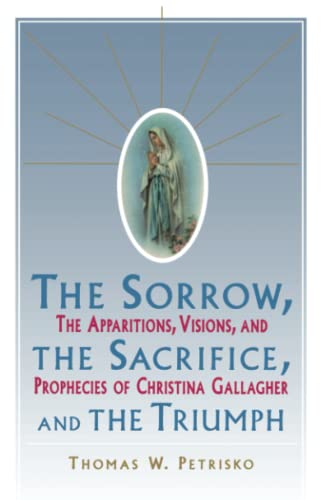 THE SORROW,
THE APPARITIONS, VISIONS, AND
THE SACRIFICE,
PROPHECIES OF CHRISTINA GALLAGHER
AND THE TRIUMPH
THOMAS W. PETRISKO